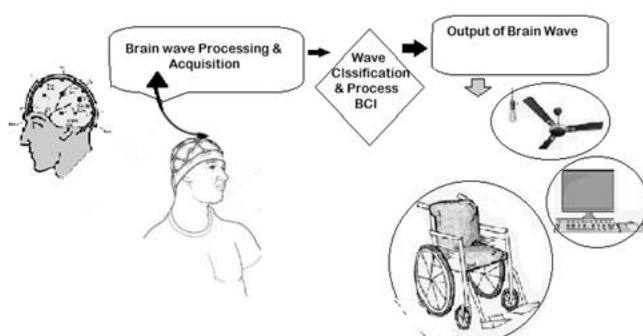 Brain wave Processing &
Acquisition
Wave
Clssification
& Process
BCI
Output of Brain Wave